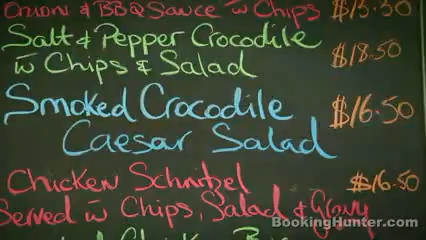 Onion & BBQ Sauce w Chips $15.50
Salt & Pepper Crocodile
w Chips & Salad $18.50
Smoked Crocodile $16.50
Caesar Salad
Chicken Schnitzel $16.50
Served w Chips, Salad & Gravy
BookingHunter.com
Chicken